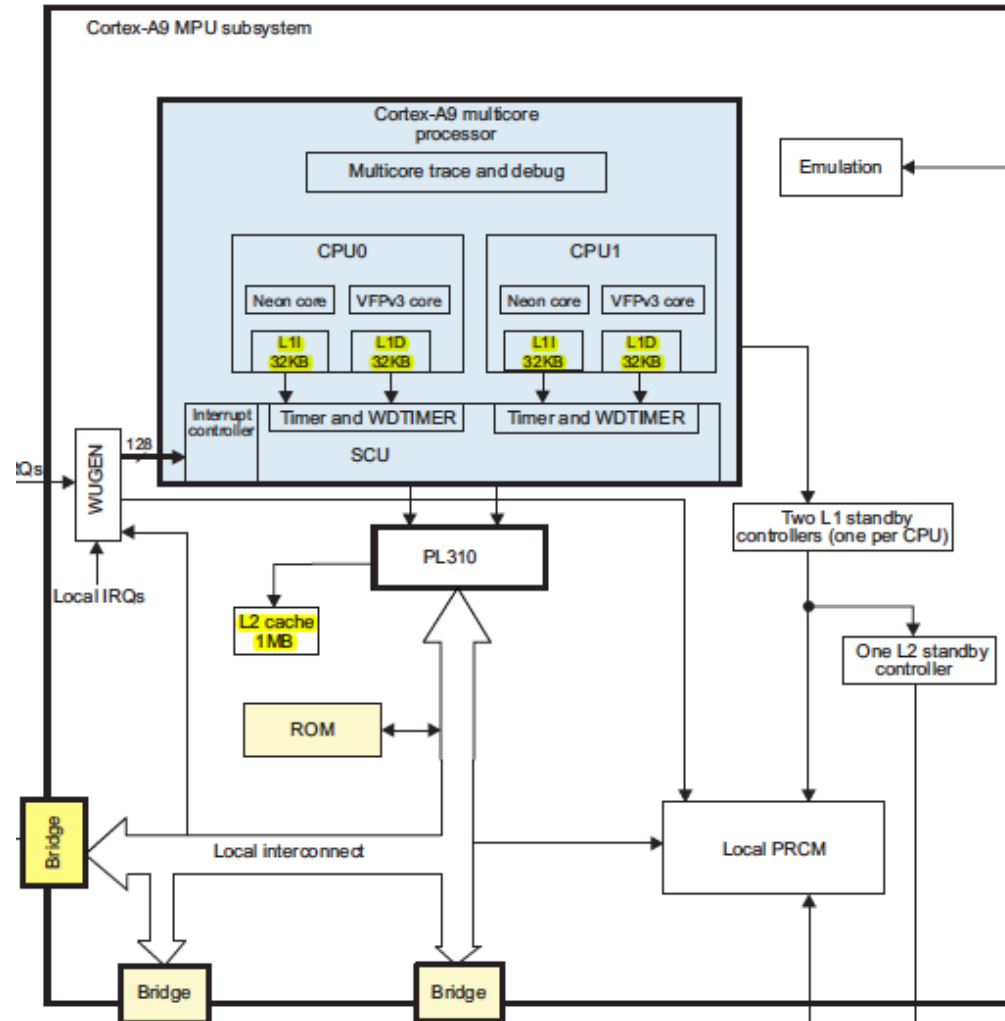 Cortex-A9 MPU subsystem
Cortex-A9 multicore
processor
Multicore trace and debug
Emulation
CPU0
CPU1
Neon core
VFPv3 core
Neon core
VFPv3 core
L1I
32KB
L1D
32KB
L1I
32KB
L1D
32KB
Interrupt
controller
Timer and WDTIMER
Timer and WDTIMER
SCU
128
RQs
WUGEN
Local IRQs
PL310
Two L1 standby
controllers (one per CPU)
L2 cache
1MB
One L2 standby
controller
ROM
Bridge
Local interconnect
Local PRCM
Bridge
Bridge